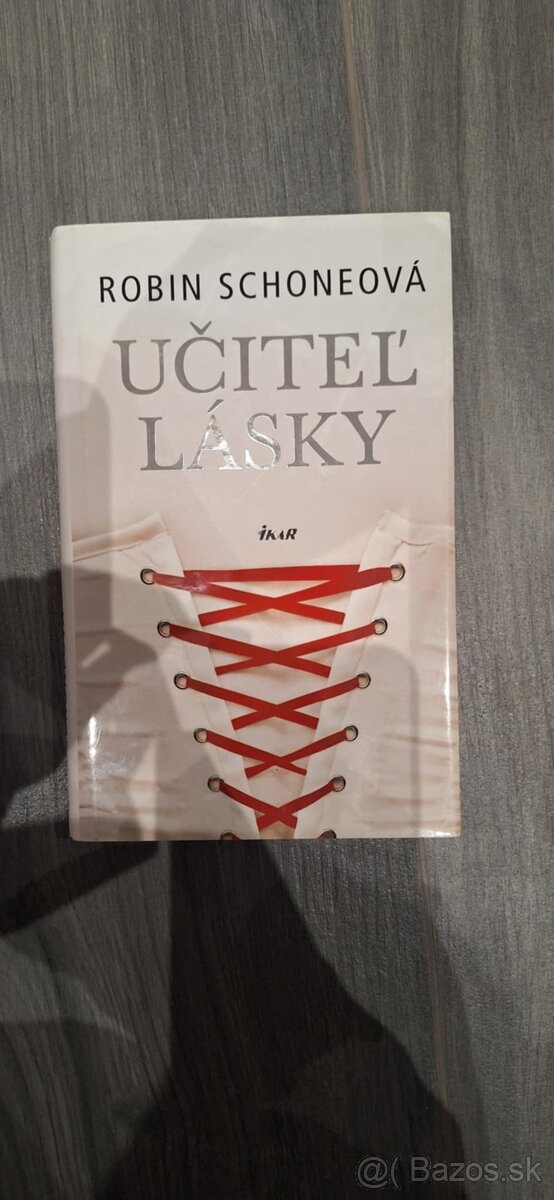 ROBIN SCHONEOVÁ
UČITEĽ
LÁSKY
IKAR
@( Bazos.sk